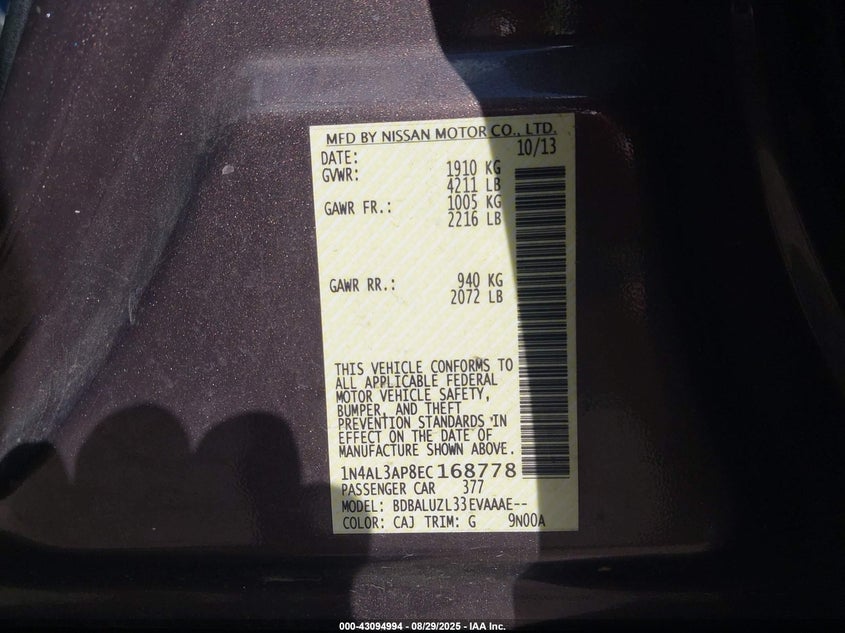 MFD BY NISSAN MOTOR CO., LTD.
DATE: 10/13
GVWR: 1910 KG
4211 LB
GAWR FR.: 1005 KG
2216 LB
GAWR RR.: 940 KG
2072 LB
THIS VEHICLE CONFORMS TO
ALL APPLICABLE FEDERAL
MOTOR VEHICLE SAFETY,
BUMPER, AND THEFT
PREVENTION STANDARDS IN
EFFECT ON THE DATE OF
MANUFACTURE SHOWN ABOVE.
1N4AL3AP8EC168778
PASSENGER CAR 377
MODEL: BDBALUZL33EVAAAE--
COLOR: CAJ TRIM: G 9N00A
000-43094994 - 08/29/2025 - IAA Inc.